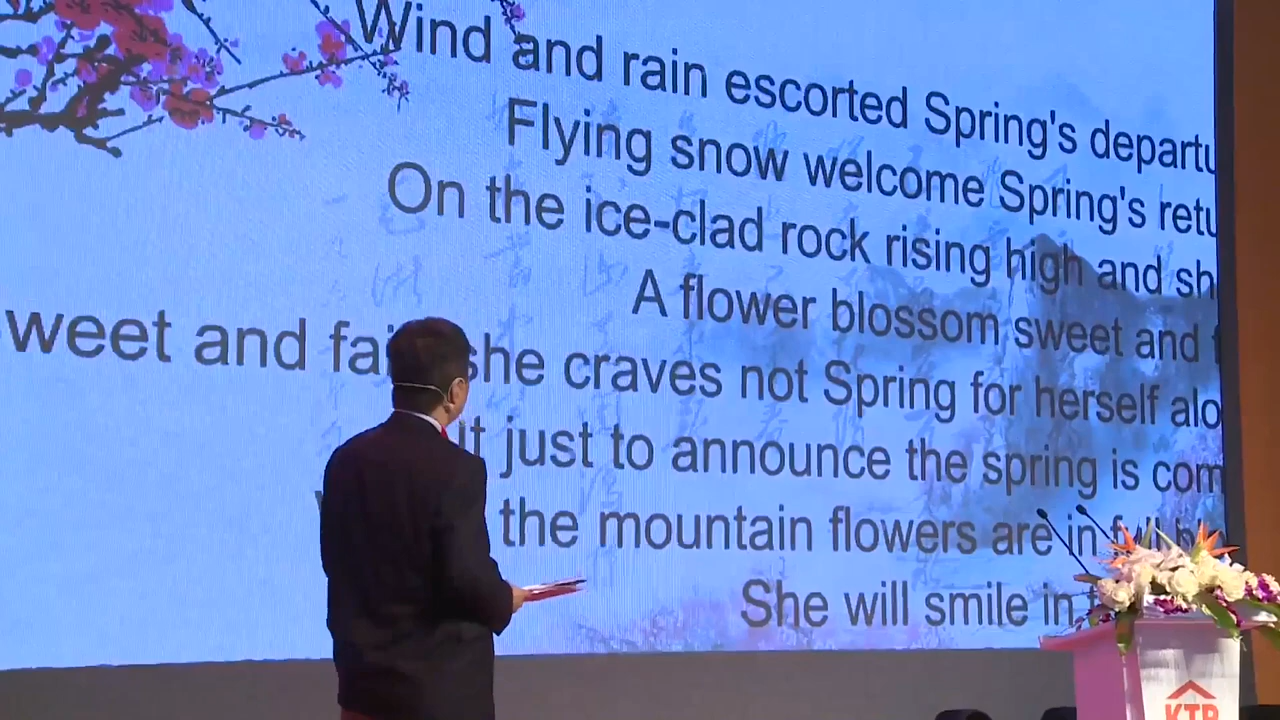 Wind and rain escorted Spring's departu
Flying snow welcome Spring's retu
On the ice-clad rock rising high and sh
A flower blossom sweet and f
weet and fai she craves not Spring for herself alo
ut just to announce the spring is com
the mountain flowers are in full
She will smile in
KTP